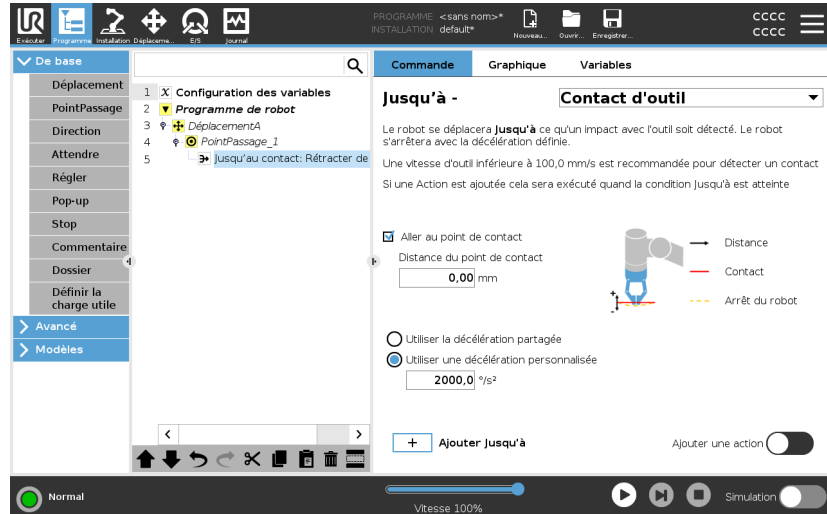 UR
PROGRAMME <sans nom>*
INSTALLATION default*
cccc
cccc
Exécuter Programme Installation Déplaceme... E/S Journal Nouveau... Ouvrir... Enregistrer...
De base
Déplacement
PointPassage
Direction
Attendre
Régler
Pop-up
Stop
Commentaire
Dossier
Définir la
charge utile
Avancé
Modèles
1 X Configuration des variables
2 Programme de robot
3 DéplacementA
4 PointPassage_1
5 Jusqu'au contact: Rétracter de
Commande Graphique Variables
Jusqu'à - Contact d'outil
Le robot se déplacera Jusqu'à ce qu'un impact avec l'outil soit détecté. Le robot
s'arrêtera avec la décélération définie.
Une vitesse d'outil inférieure à 100,0 mm/s est recommandée pour détecter un contact
Si une Action est ajoutée cela sera exécuté quand la condition Jusqu'à est atteinte
Aller au point de contact
Distance du point de contact
0,00 mm
Distance
Contact
Arrêt du robot
+
-
Utiliser la décélération partagée
Utiliser une décélération personnalisée
2000,0 °/s²
+ Ajouter Jusqu'à
Ajouter une action
Normal
Vitesse 100%
Simulation